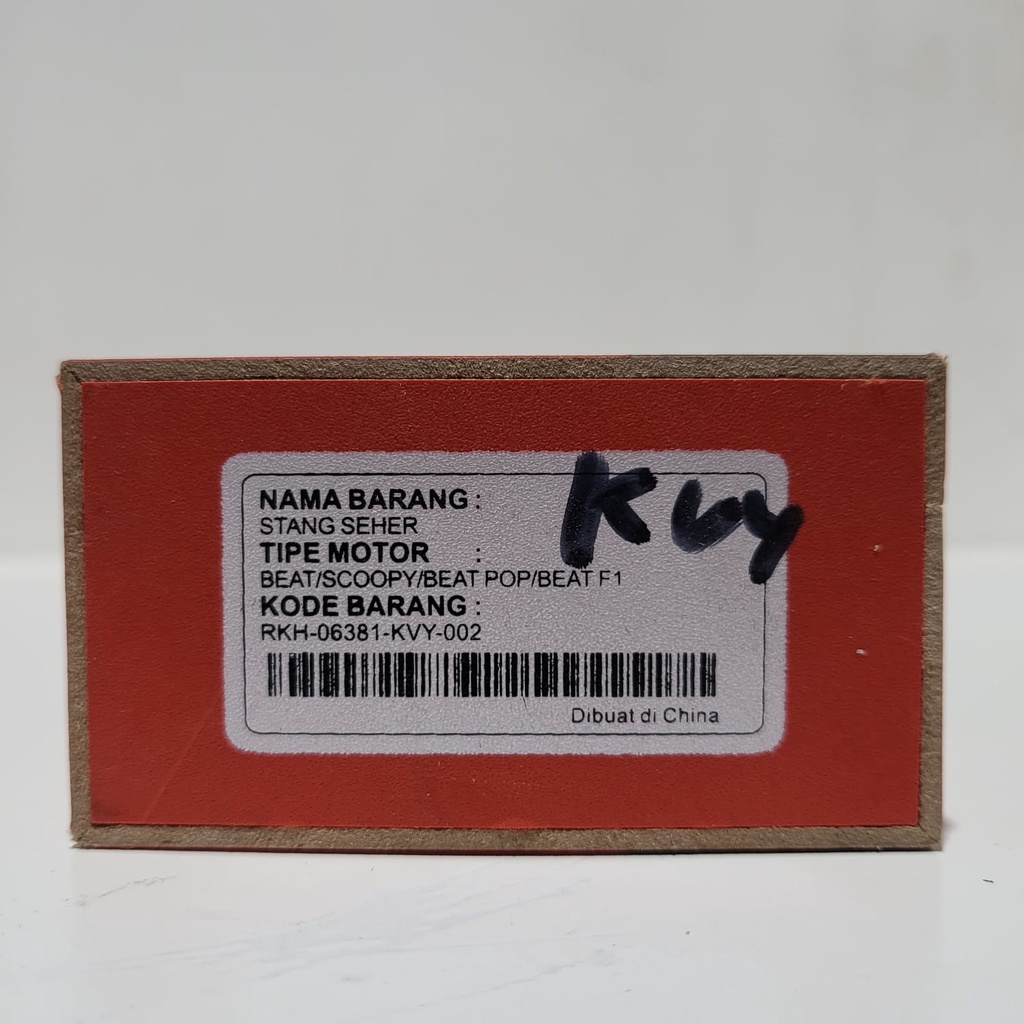 NAMA BARANG :
STANG SEHER
TIPE MOTOR :
BEAT/SCOOPY/BEAT POP/BEAT F1
KODE BARANG :
RKH-06381-KVY-002
Dibuat di China
Kvy